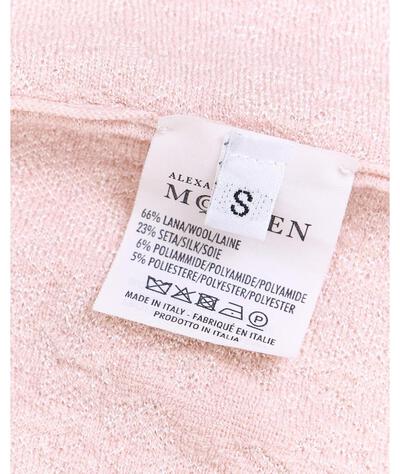 ALEXA
S
66% LANA/WOOL/LAINE
23% SETA/SILK/SOIE
6% POLIAMMIDE/POLYAMIDE/POLYAMIDE
5% POLIESTERE/POLYESTER/POLYESTER
MADE IN ITALY - FABRIQUÉ EN ITALIE
PRODOTTO IN ITALIA